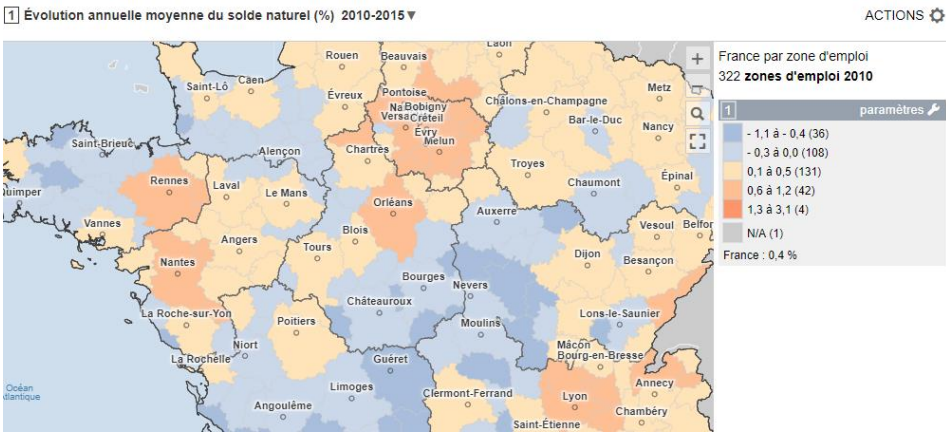 1 Évolution annuelle moyenne du solde naturel (%) 2010-2015▼
ACTIONS
France par zone d'emploi
322 zones d'emploi 2010
1 paramètres
- 1,1 à - 0,4 (36)
- 0,3 à 0,0 (108)
0,1 à 0,5 (131)
0,6 à 1,2 (42)
1,3 à 3,1 (4)
N/A (1)
France : 0,4 %
Laon
Rouen
Beauvais
Saint-Lô
Caen
Évreux
Pontoise
Bobigny
Créteil
Évry
Melun
Châlons-en-Champagne
Metz
Bar-le-Duc
Nancy
Saint-Brieuc
Alençon
Chartres
Troyes
Chaumont
Épinal
Rennes
Laval
Le Mans
Orléans
Auxerre
Vannes
Angers
Blois
Vesoul
Tours
Nantes
Dijon
Besançon
Bourges
Nevers
Châteauroux
La Roche-sur-Yon
Poitiers
Lons-le-Saunier
Moulins
Niort
La Rochelle
Mâcon
Bourg-en-Bresse
Guéret
Limoges
Clermont-Ferrand
Lyon
Annecy
Angoulême
Chambéry
Saint-Étienne
Océan